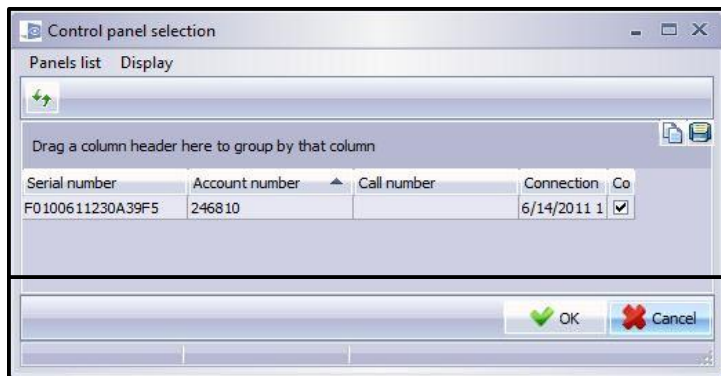 Control panel selection
Panels list Display
Drag a column header here to group by that column
Serial number Account number Call number Connection Co
F0100611230A39F5 246810 6/14/2011 1
OK Cancel